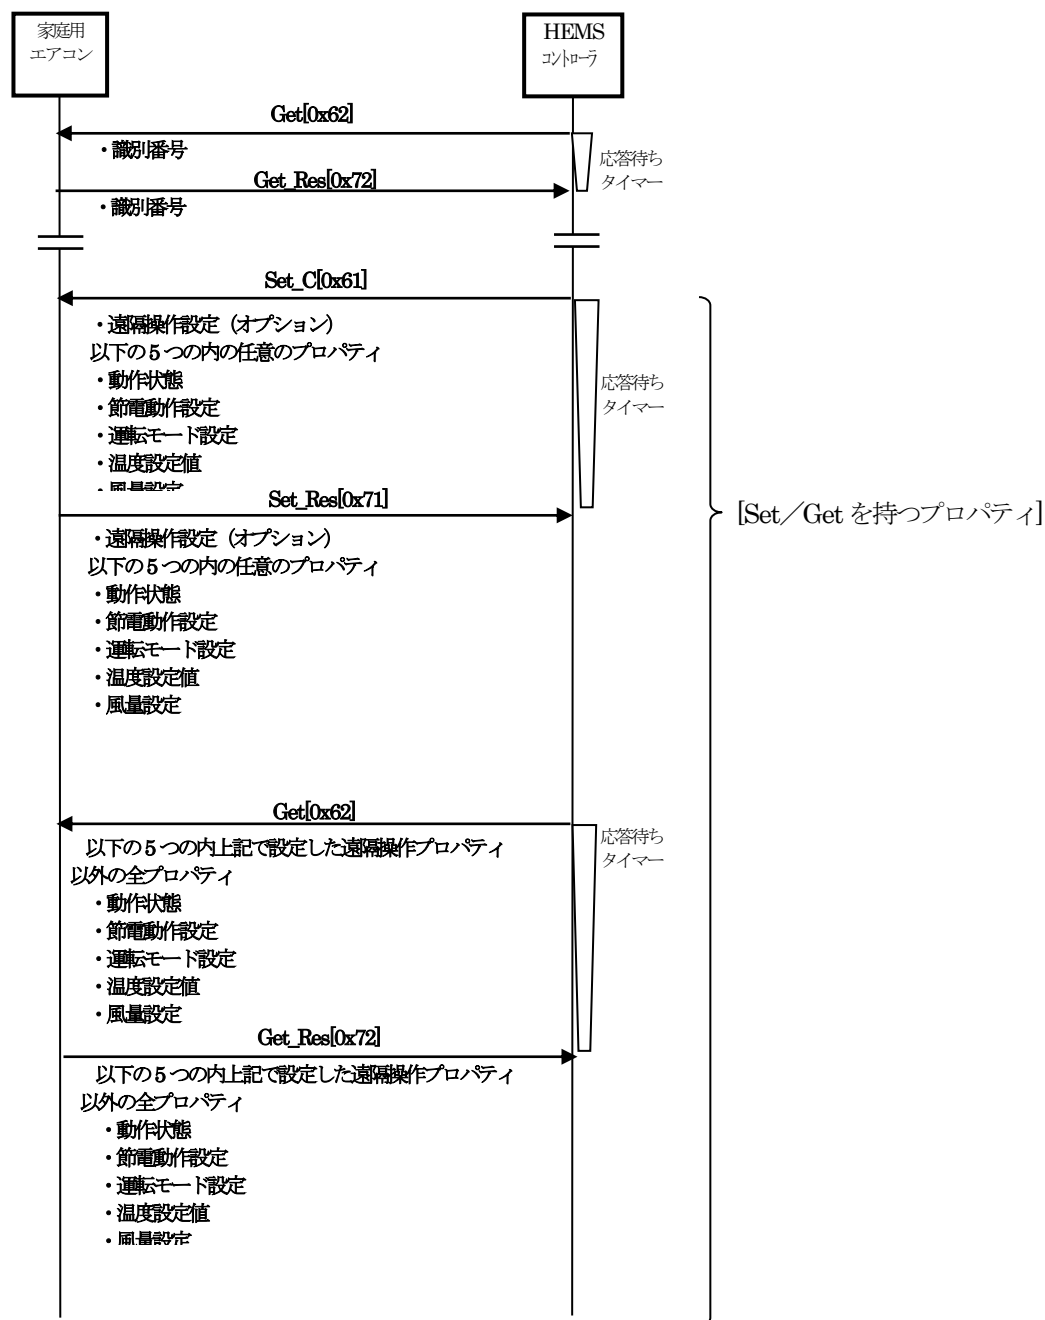 家庭用
エアコン
HEMS
コントローラ
Get[0x62]
・識別番号
応答待ち
タイマー
Get_Res[0x72]
・識別番号
Set_C[0x61]
・遠隔操作設定（オプション）
以下の５つの内の任意のプロパティ
・動作状態
・節電動作設定
・運転モード設定
・温度設定値
・風量設定
応答待ち
タイマー
Set_Res[0x71]
[Set／Get を持つプロパティ]
・遠隔操作設定（オプション）
以下の５つの内の任意のプロパティ
・動作状態
・節電動作設定
・運転モード設定
・温度設定値
・風量設定
Get[0x62]
応答待ち
タイマー
以下の５つの内上記で設定した遠隔操作プロパティ
以外の全プロパティ
・動作状態
・節電動作設定
・運転モード設定
・温度設定値
・風量設定
Get_Res[0x72]
以下の５つの内上記で設定した遠隔操作プロパティ
以外の全プロパティ
・動作状態
・節電動作設定
・運転モード設定
・温度設定値
・風量設定